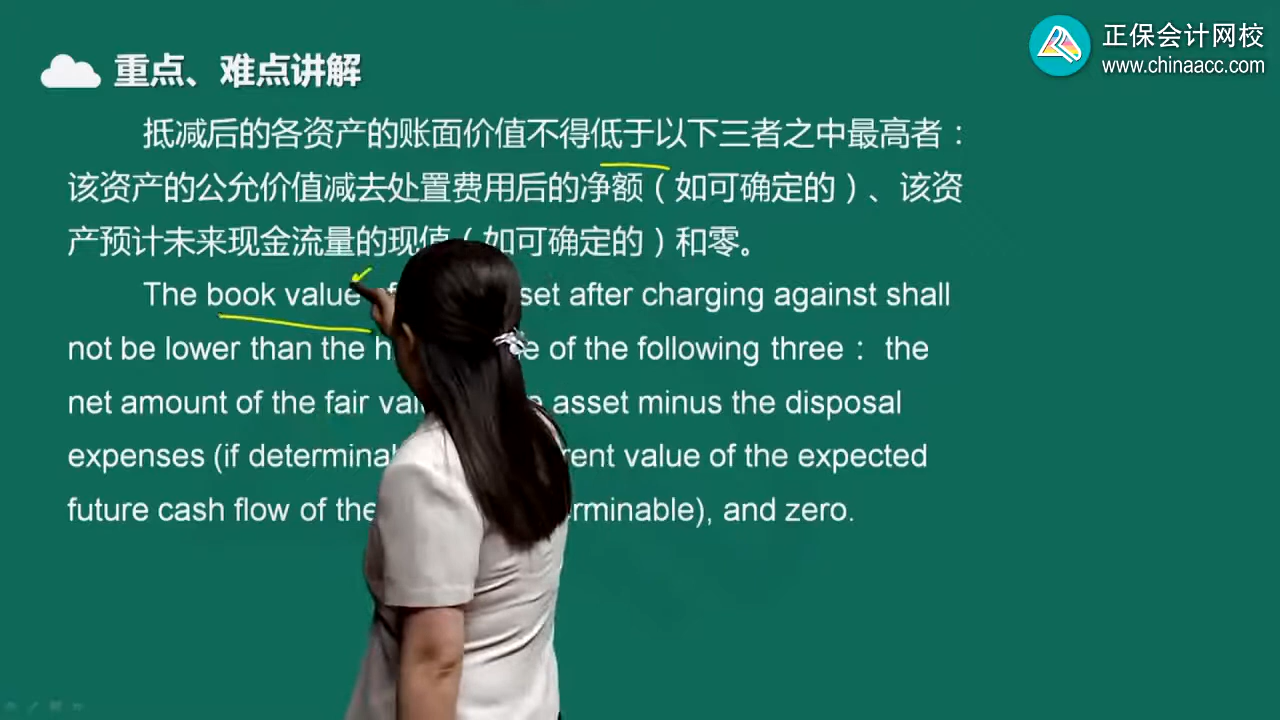 正保会计网校
www.chinaacc.com
重点、难点讲解
抵减后的各资产的账面价值不得低于以下三者之中最高者：
该资产的公允价值减去处置费用后的净额（如可确定的）、该资
产预计未来现金流量的现值（如可确定的）和零。
The book value after charging against shall
not be lower than the of the following three： the
net amount of the fair asset minus the disposal
expenses (if value of the expected
future cash flow of the and zero.